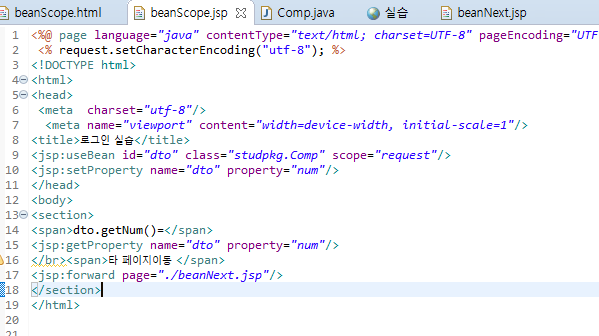 beanScope.html beanScope.jsp Comp.java 실습 beanNext.jsp
1 <%@ page language="java" contentType="text/html; charset=UTF-8" pageEncoding="UTF
2 <% request.setCharacterEncoding("utf-8"); %>
3 <!DOCTYPE html>
4 <html>
5 <head>
6 <meta  charset="utf-8"/>
7 <meta name="viewport" content="width=device-width, initial-scale=1"/>
8 <title>로그인 실습</title>
9 <jsp:useBean id="dto" class="studpkg.Comp" scope="request"/>
10 <jsp:setProperty name="dto" property="num"/>
11 </head>
12 <body>
13 <section>
14 <span>dto.getNum()=</span>
15 <jsp:getProperty name="dto" property="num"/>
16 </br><span>타 페이지이동 </span>
17 <jsp:forward page="./beanNext.jsp"/>
18 </section>
19 </html>
20
21